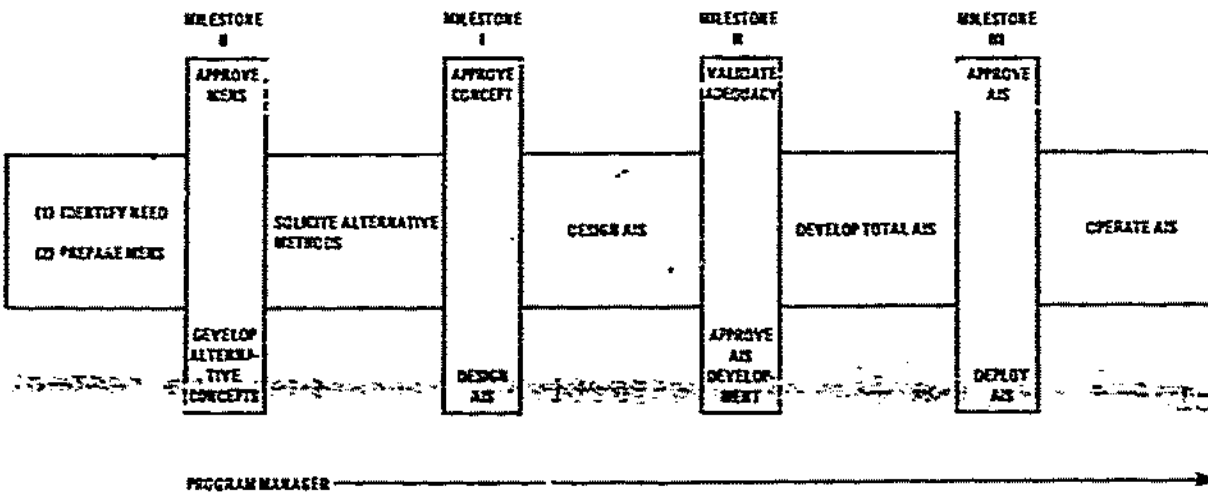 MILESTONE
0
APPROVE
MENS
DEVELOP
ALTERNA-
TIVE
CONCEPTS
MILESTONE
I
APPROVE
CONCEPT
DESIGN
AIS
MILESTONE
II
VALIDATE
ADEQUACY
APPROVE
AIS
DEVELOP-
MENT
MILESTONE
III
APPROVE
AIS
DEPLOY
AIS
(1) IDENTIFY NEED
(2) PREPARE MENS
SOLICITE ALTERNATIVE
METHODS
DESIGN AIS
DEVELOP TOTAL AIS
OPERATE AIS
PROGRAM MANAGER